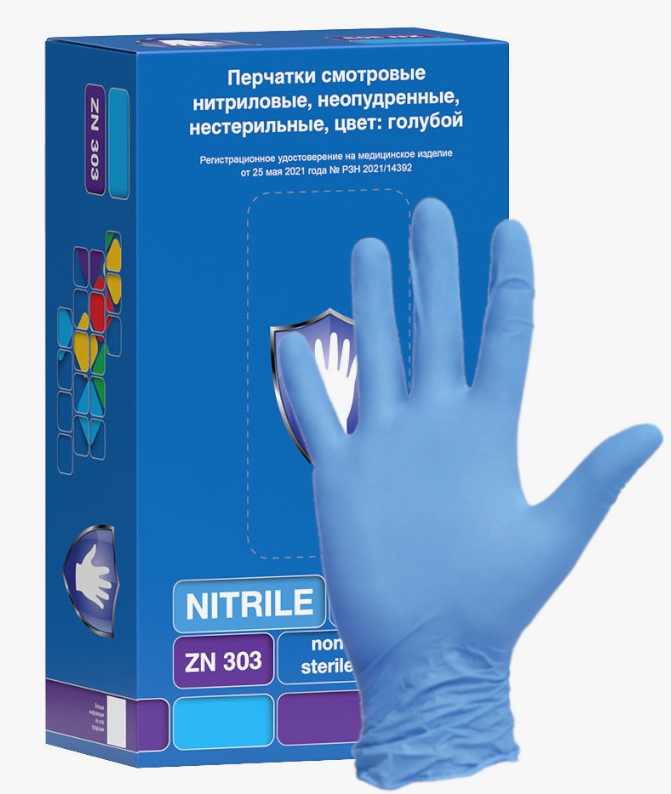 Перчатки смотровые
нитриловые, неопудренные,
нестерильные, цвет: голубой
Регистрационное удостоверение на медицинское изделие
от 25 мая 2021 года № РЗН 2021/14392
ZN 303
NITRILE
ZN 303
non
sterile